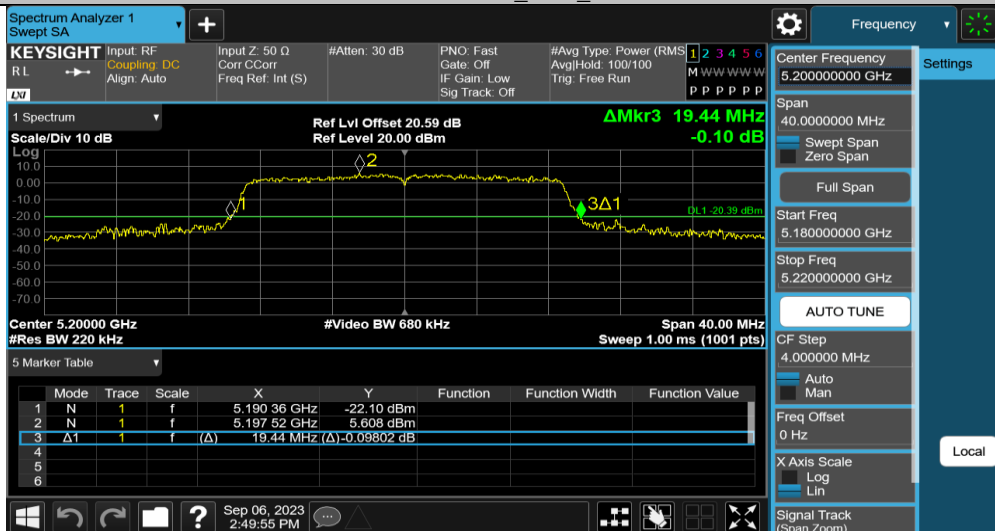 Spectrum Analyzer 1
Swept SA
+
Frequency
KEYSIGHT
RL
LXI
Input: RF
Coupling: DC
Align: Auto
Input Z: 50 Ω
Corr CCorr
Freq Ref: Int (S)
#Atten: 30 dB
PNO: Fast
Gate: Off
IF Gain: Low
Sig Track: Off
#Avg Type: Power (RMS
Avg|Hold: 100/100
Trig: Free Run
1 2 3 4 5 6
M W W W W W
P P P P P P
1 Spectrum
Scale/Div 10 dB
Ref Lvl Offset 20.59 dB
Ref Level 20.00 dBm
ΔMkr3 19.44 MHz
-0.10 dB
Log
10.0
0.00
-10.0
-20.0
-30.0
-40.0
-50.0
-60.0
-70.0
1
2
3Δ1
DL1 -20.39 dBm
Center 5.20000 GHz
#Video BW 680 kHz
Span 40.00 MHz
#Res BW 220 kHz
Sweep 1.00 ms (1001 pts)
5 Marker Table
Mode Trace Scale X Y Function Function Width Function Value
1 N 1 f 5.190 36 GHz -22.10 dBm
2 N 1 f 5.197 52 GHz 5.608 dBm
3 Δ1 1 f (Δ) 19.44 MHz (Δ) -0.09802 dB
4
5
6
Sep 06, 2023
2:49:55 PM
?
Center Frequency
5.200000000 GHz
Span
40.0000000 MHz
Swept Span
Zero Span
Full Span
Start Freq
5.180000000 GHz
Stop Freq
5.220000000 GHz
AUTO TUNE
CF Step
4.000000 MHz
Auto
Man
Freq Offset
0 Hz
X Axis Scale
Log
Lin
Signal Track
(Span Zoom)
Settings
Local